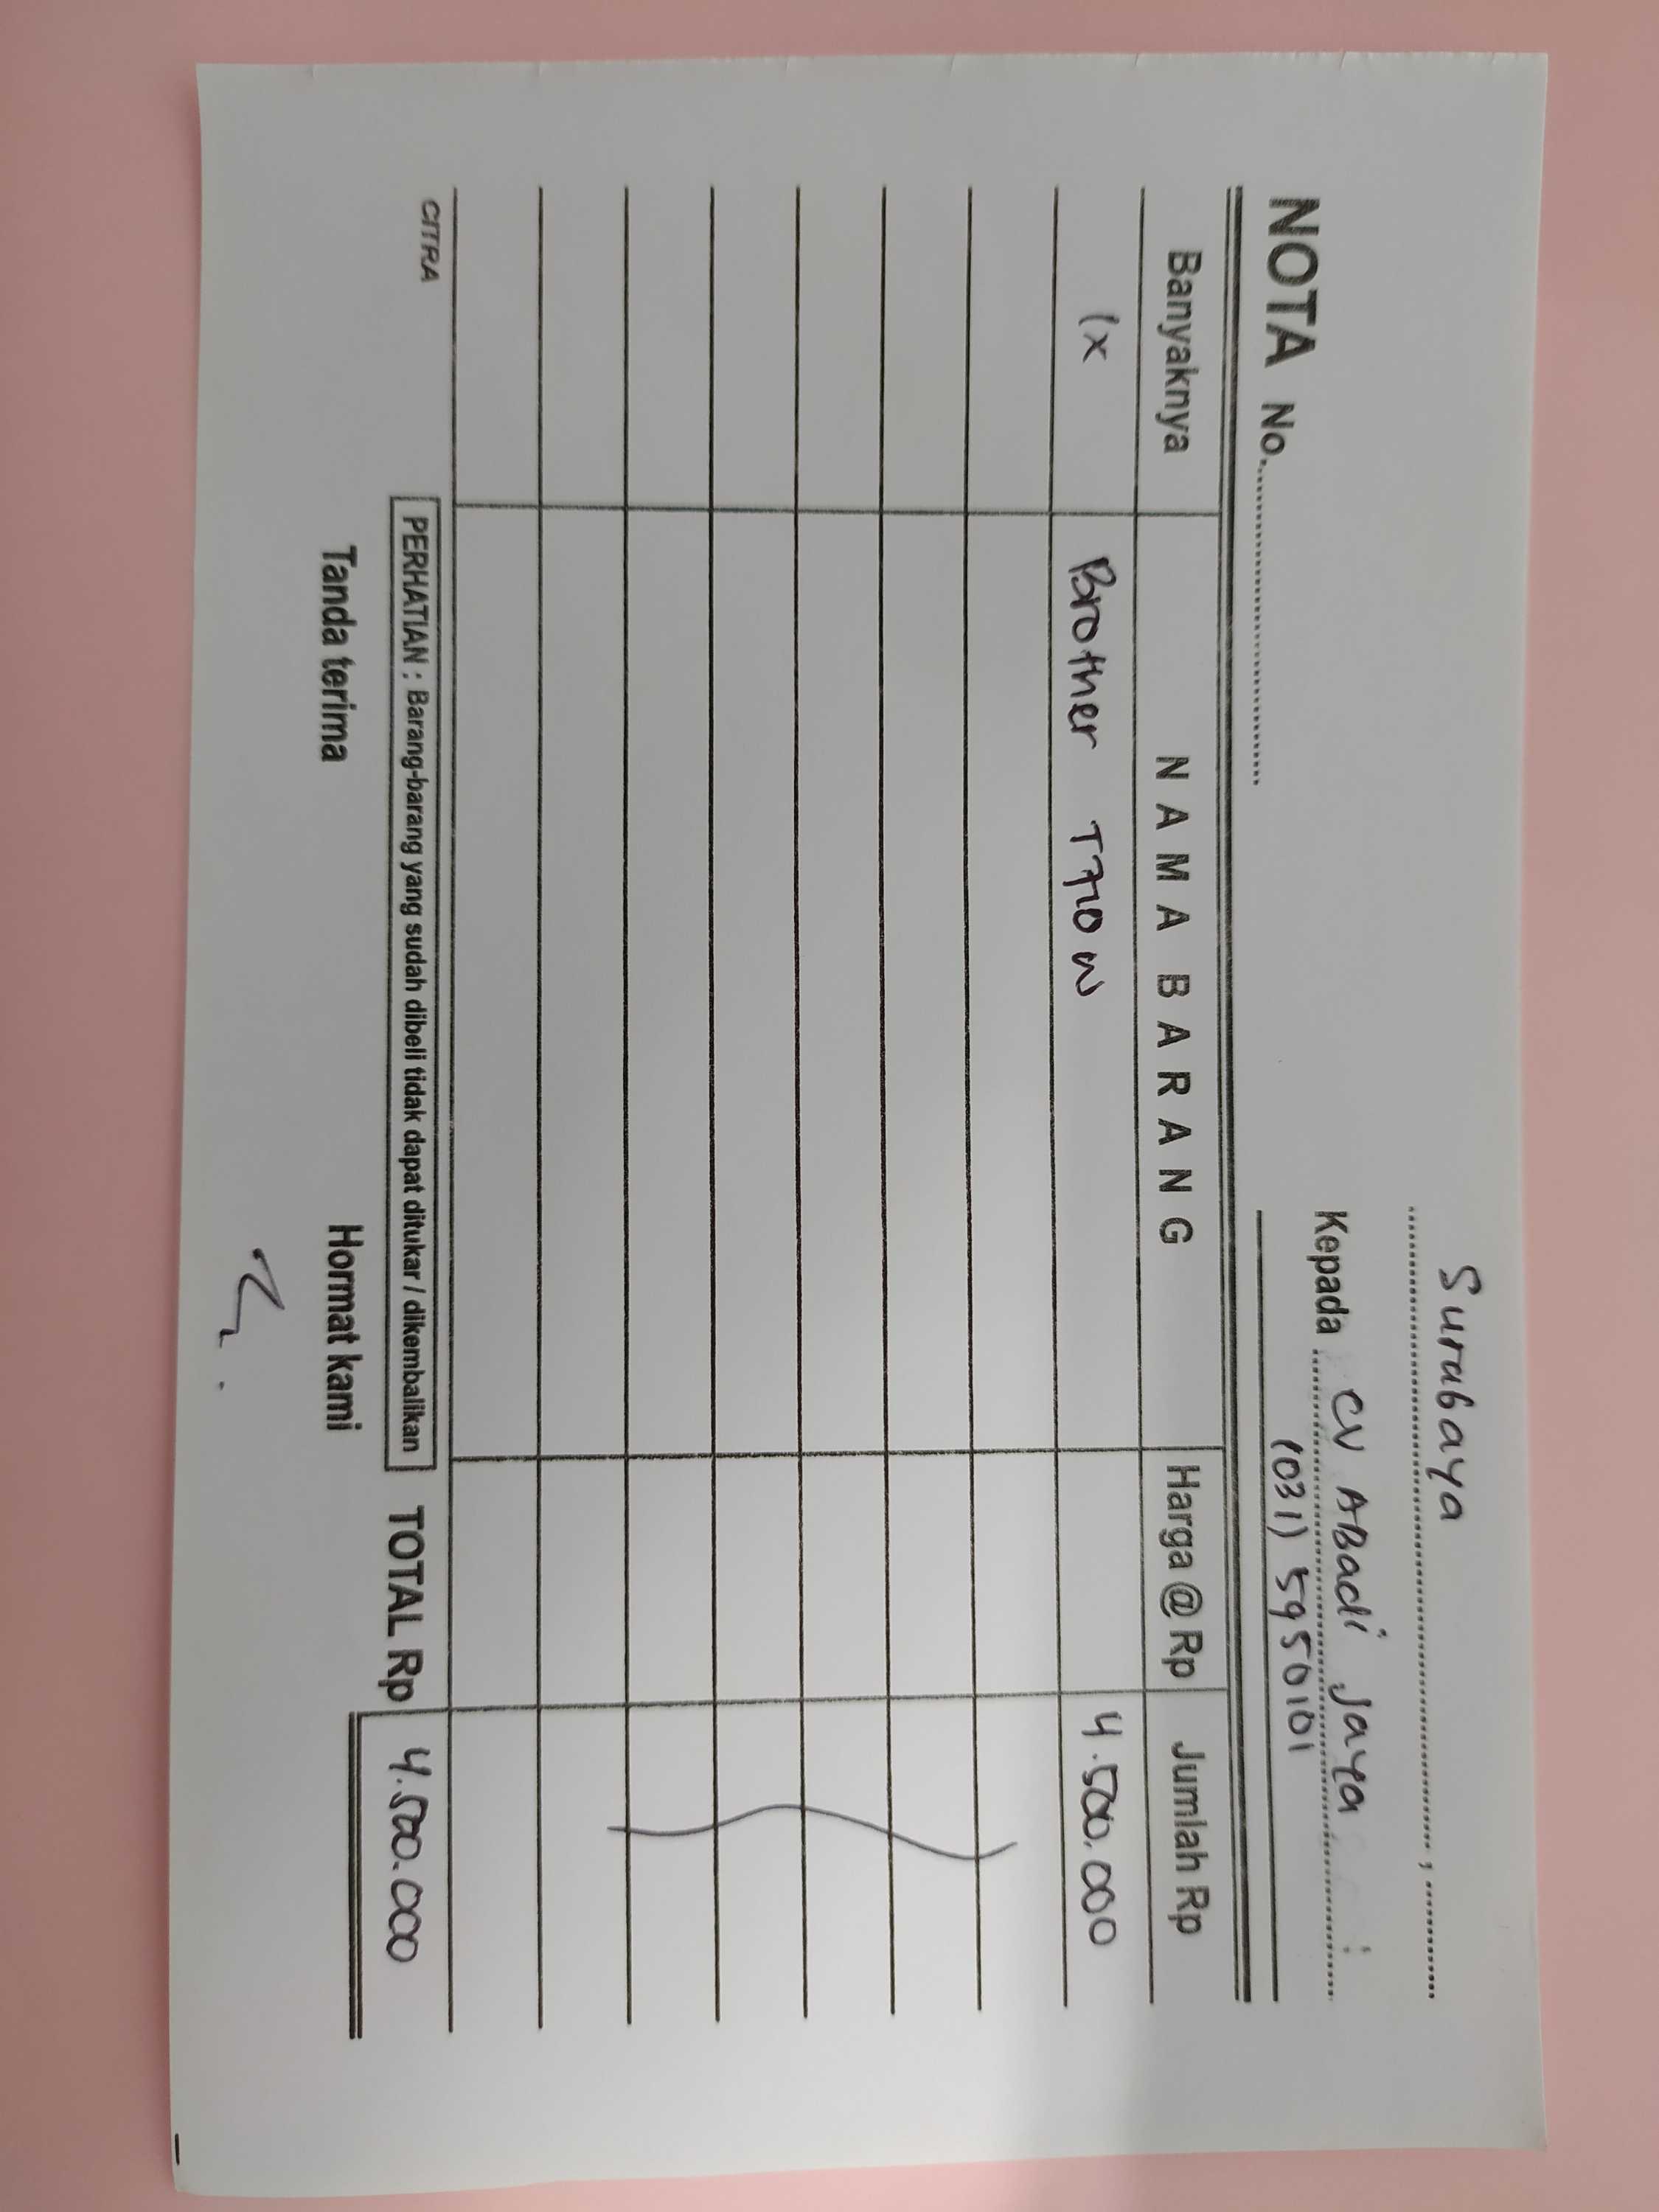 Surabaya
........................................ , ............
Kepada CV ABadi Jaya
(031) 5950101
NOTA No. ..............................
Banyaknya NAMA BARANG Harga @ Rp Jumlah Rp
1x Brother T720 W 4.500.000
CITRA PERHATIAN : Barang-barang yang sudah dibeli tidak dapat ditukar / dikembalikan TOTAL Rp 4.500.000
Tanda terima Hormat kami